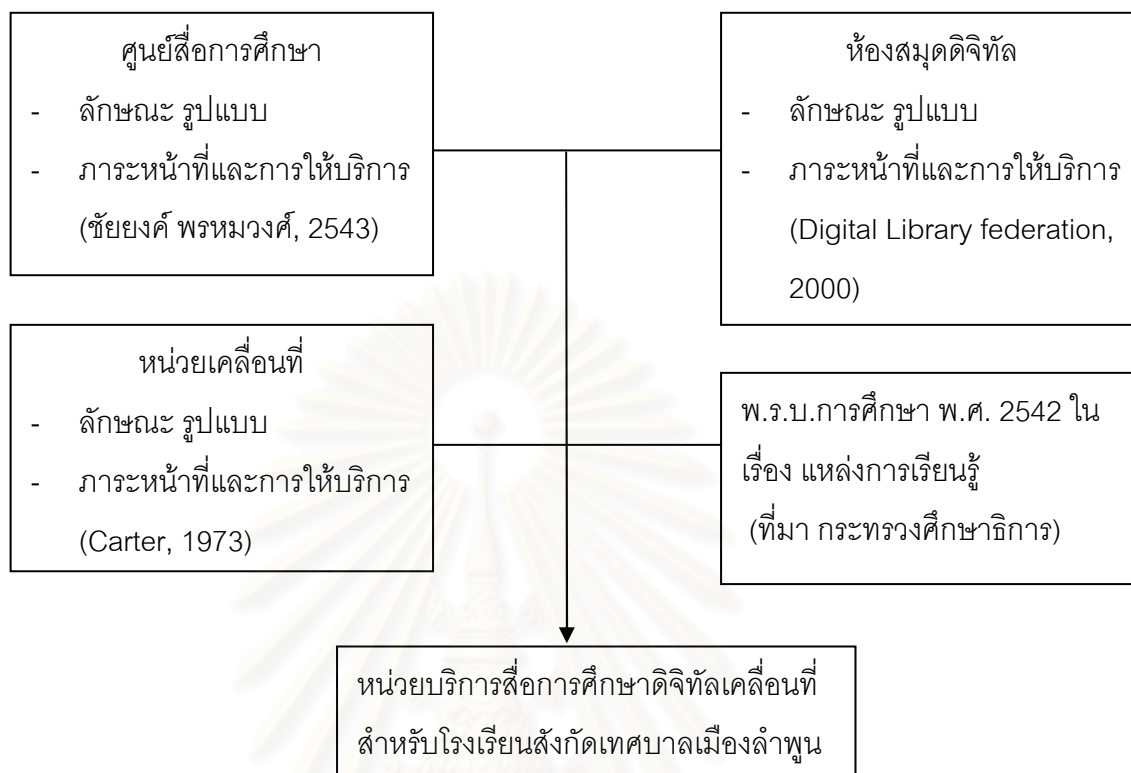 ศูนย์สื่อการศึกษา
- ลักษณะ รูปแบบ
- ภาระหน้าที่และการให้บริการ
(ชัยยงค์ พรหมวงศ์, 2543)
ห้องสมุดดิจิทัล
- ลักษณะ รูปแบบ
- ภาระหน้าที่และการให้บริการ
(Digital Library federation,
2000)
หน่วยเคลื่อนที่
- ลักษณะ รูปแบบ
- ภาระหน้าที่และการให้บริการ
(Carter, 1973)
พ.ร.บ.การศึกษา พ.ศ. 2542 ใน
เรื่อง แหล่งการเรียนรู้
(ที่มา กระทรวงศึกษาธิการ)
หน่วยบริการสื่อการศึกษาดิจิทัลเคลื่อนที่
สำหรับโรงเรียนสังกัดเทศบาลเมืองลำพูน